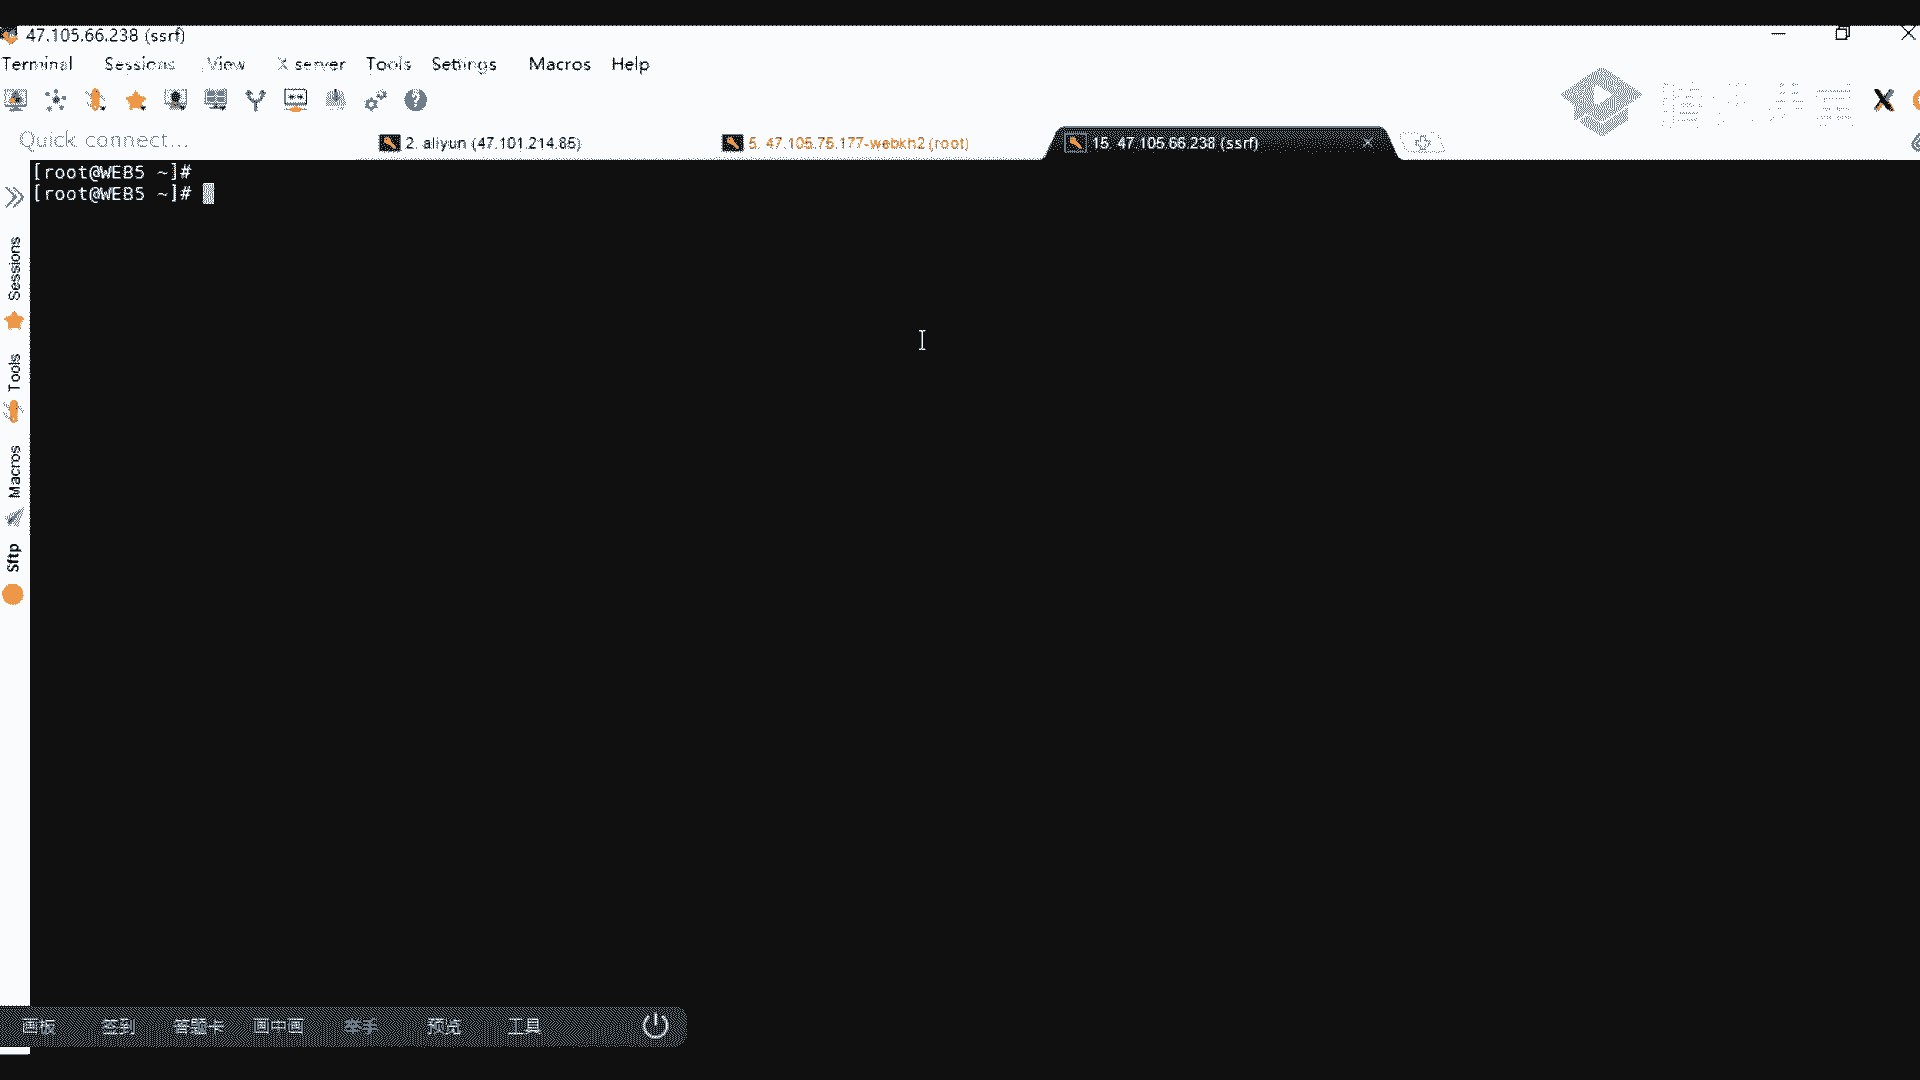 47.105.66.238 (ssrf)
Terminal Sessions View X server Tools Settings Macros Help
Quick connect...
2. aliyun (47.101.214.85)
5. 47.105.75.177-webkh2 (root)
15. 47.105.66.238 (ssrf)
[root@WEB5 ~]#
[root@WEB5 ~]#
Sessions
Tools
Macros
Sftp
画板 签到 答题卡 画中画 举手 预览 工具